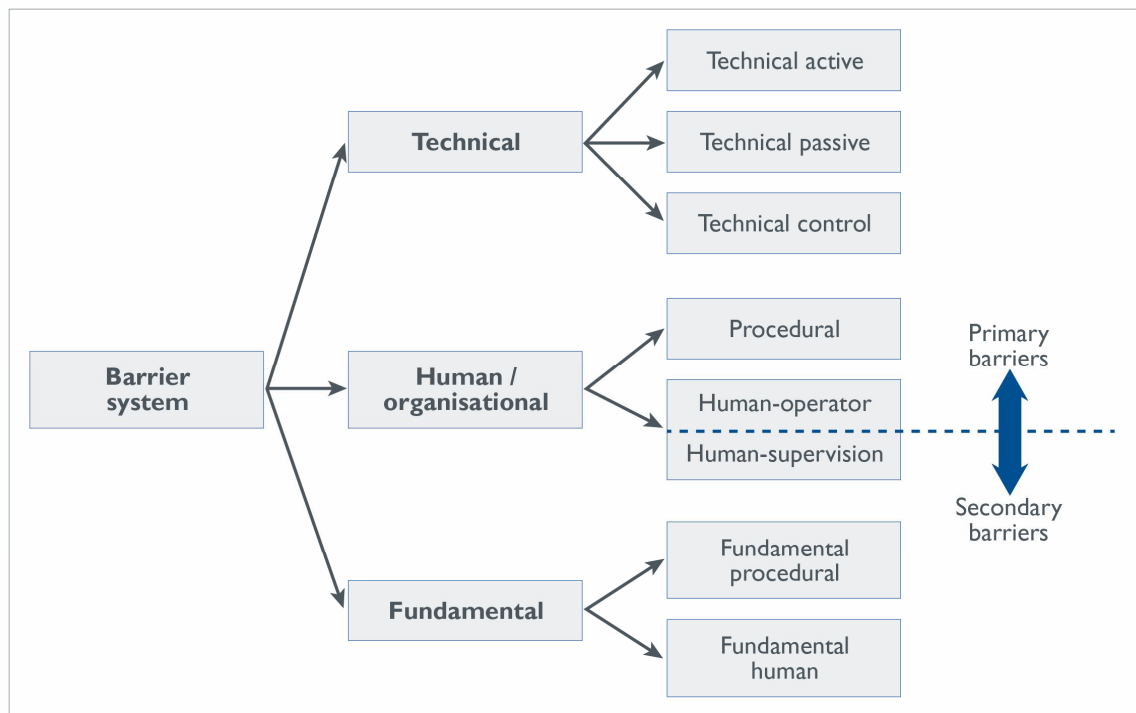 Technical active
Technical
Technical passive
Technical control
Barrier
system
Human /
organisational
Procedural
Human-operator
Human-supervision
Primary
barriers
Secondary
barriers
Fundamental
Fundamental
procedural
Fundamental
human